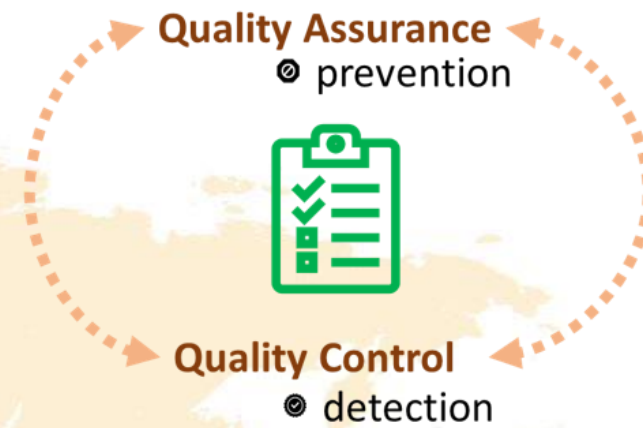 Quality Assurance
prevention
Quality Control
detection